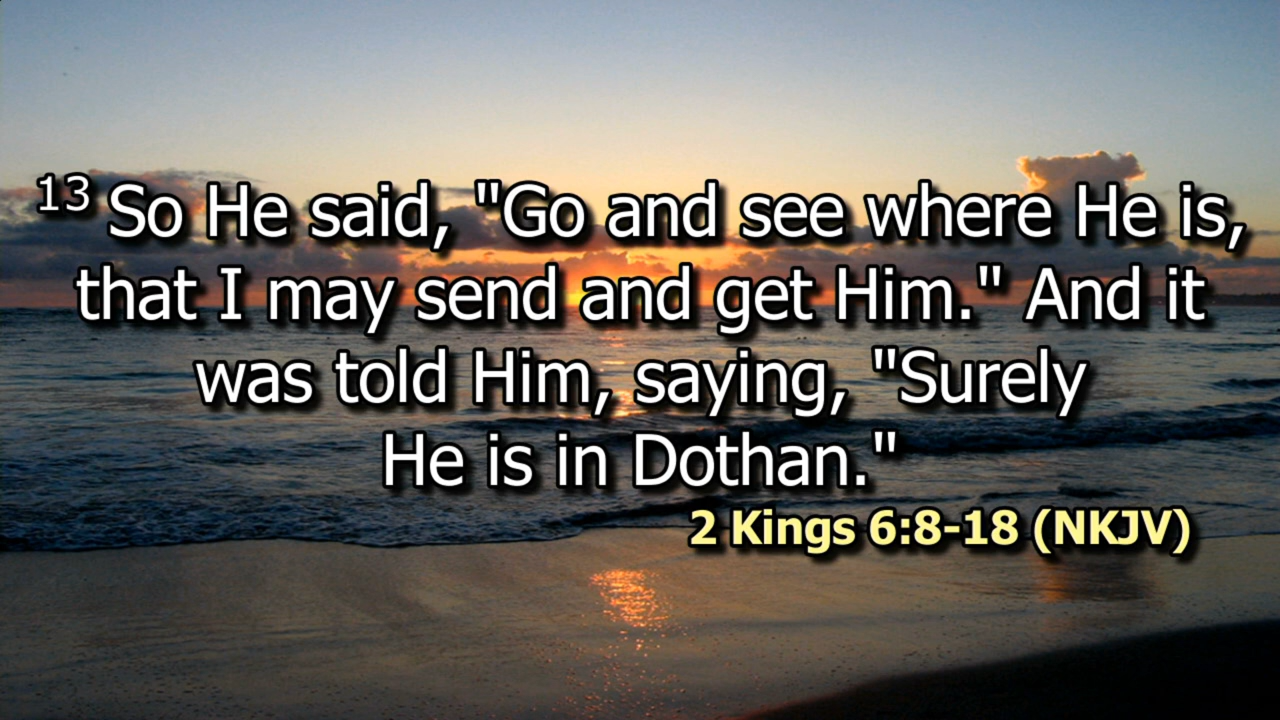 13 So He said, "Go and see where He is,
that I may send and get Him." And it
was told Him, saying, "Surely
He is in Dothan."
2 Kings 6:8-18 (NKJV)